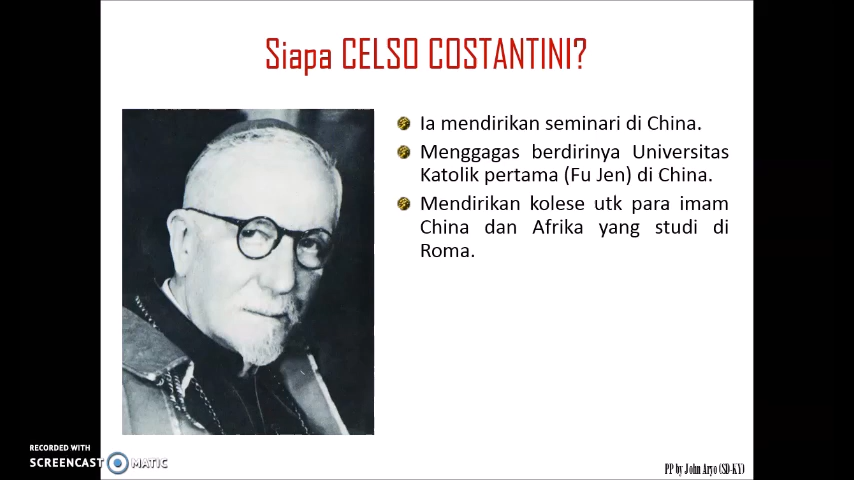 Siapa CELSO COSTANTINI?
Ia mendirikan seminari di China.
Menggagas berdirinya Universitas
Katolik pertama (Fu Jen) di China.
Mendirikan kolese utk para imam
China dan Afrika yang studi di
Roma.
RECORDED WITH
SCREENCAST MATIC
PP by John Aryo (SD-KY)